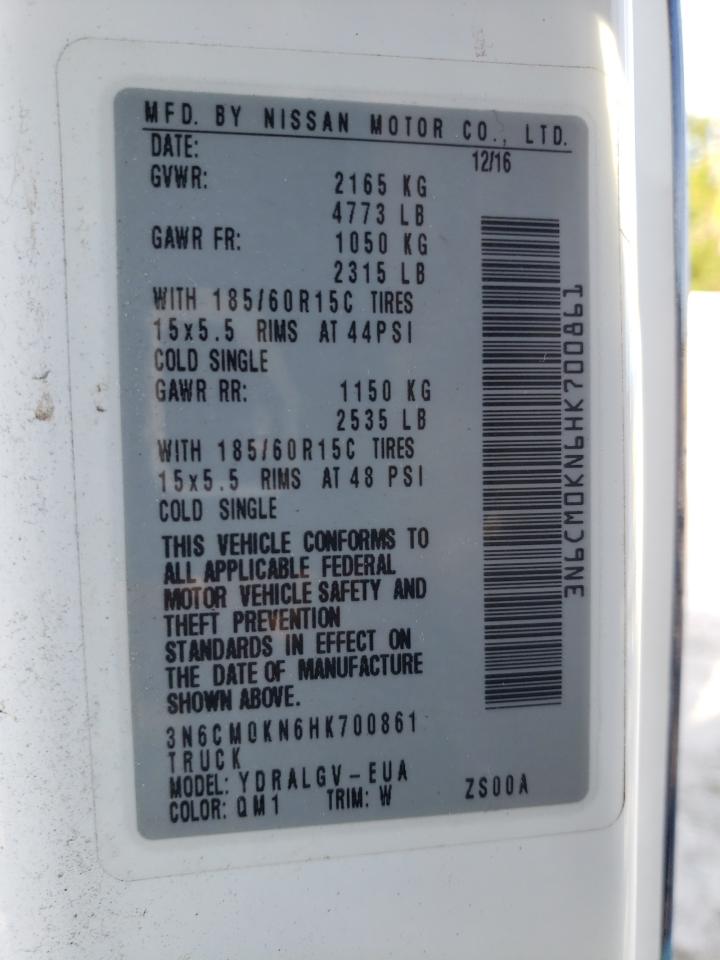 MFD. BY NISSAN MOTOR CO., LTD.
DATE: 12/16
GVWR: 2165 KG
4773 LB
GAWR FR: 1050 KG
2315 LB
WITH 185/60R15C TIRES
15x5.5 RIMS AT 44PSI
COLD SINGLE
GAWR RR: 1150 KG
2535 LB
WITH 185/60R15C TIRES
15x5.5 RIMS AT 48 PSI
COLD SINGLE
THIS VEHICLE CONFORMS TO
ALL APPLICABLE FEDERAL
MOTOR VEHICLE SAFETY AND
THEFT PREVENTION
STANDARDS IN EFFECT ON
THE DATE OF MANUFACTURE
SHOWN ABOVE.
3N6CM0KN6HK700861
TRUCK
MODEL: YDRALGV-EUA
COLOR: QM1 TRIM: W ZS00A
3N6CM0KN6HK700861